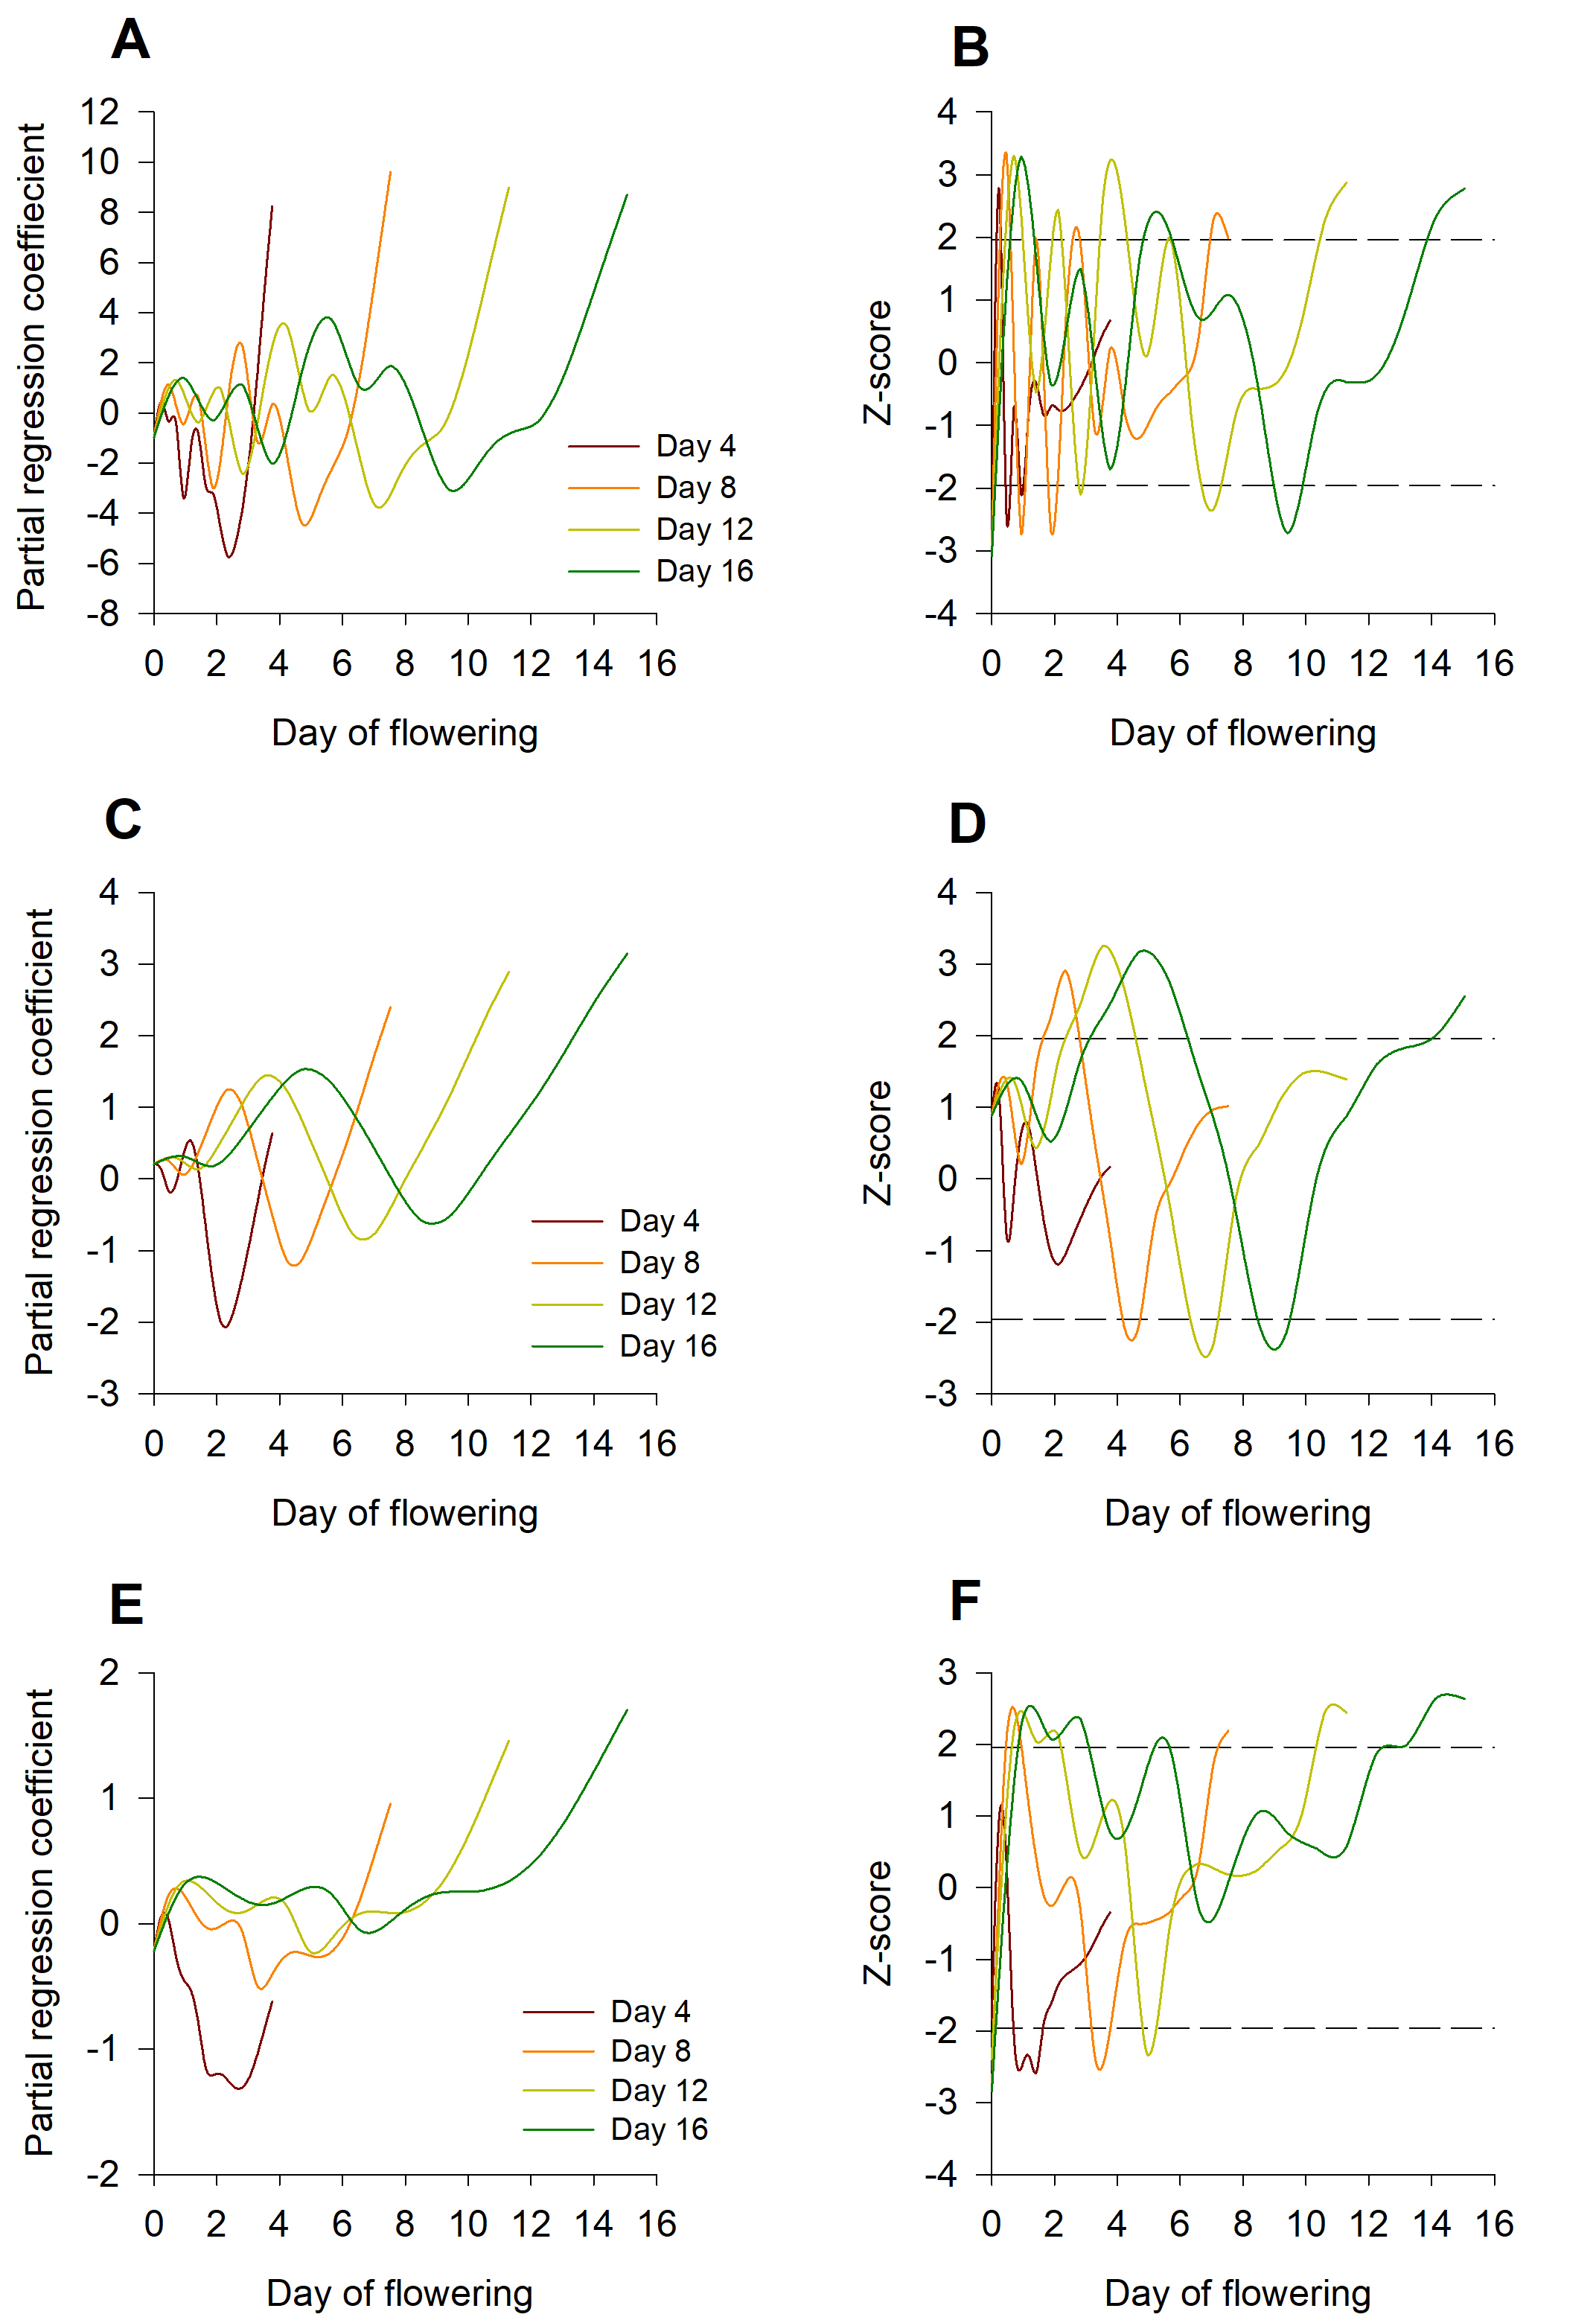 A
B
Partial regression coeffiecient
12
10
8
6
4
2
0
-2
-4
-6
-8
0 2 4 6 8 10 12 14 16
Day of flowering
Day 4
Day 8
Day 12
Day 16
Z-score
4
3
2
1
0
-1
-2
-3
-4
0 2 4 6 8 10 12 14 16
Day of flowering
C
D
Partial regression coefficient
4
3
2
1
0
-1
-2
-3
0 2 4 6 8 10 12 14 16
Day of flowering
Day 4
Day 8
Day 12
Day 16
Z-score
4
3
2
1
0
-1
-2
-3
0 2 4 6 8 10 12 14 16
Day of flowering
E
F
Partial regression coefficient
2
1
0
-1
-2
0 2 4 6 8 10 12 14 16
Day of flowering
Day 4
Day 8
Day 12
Day 16
Z-score
3
2
1
0
-1
-2
-3
-4
0 2 4 6 8 10 12 14 16
Day of flowering